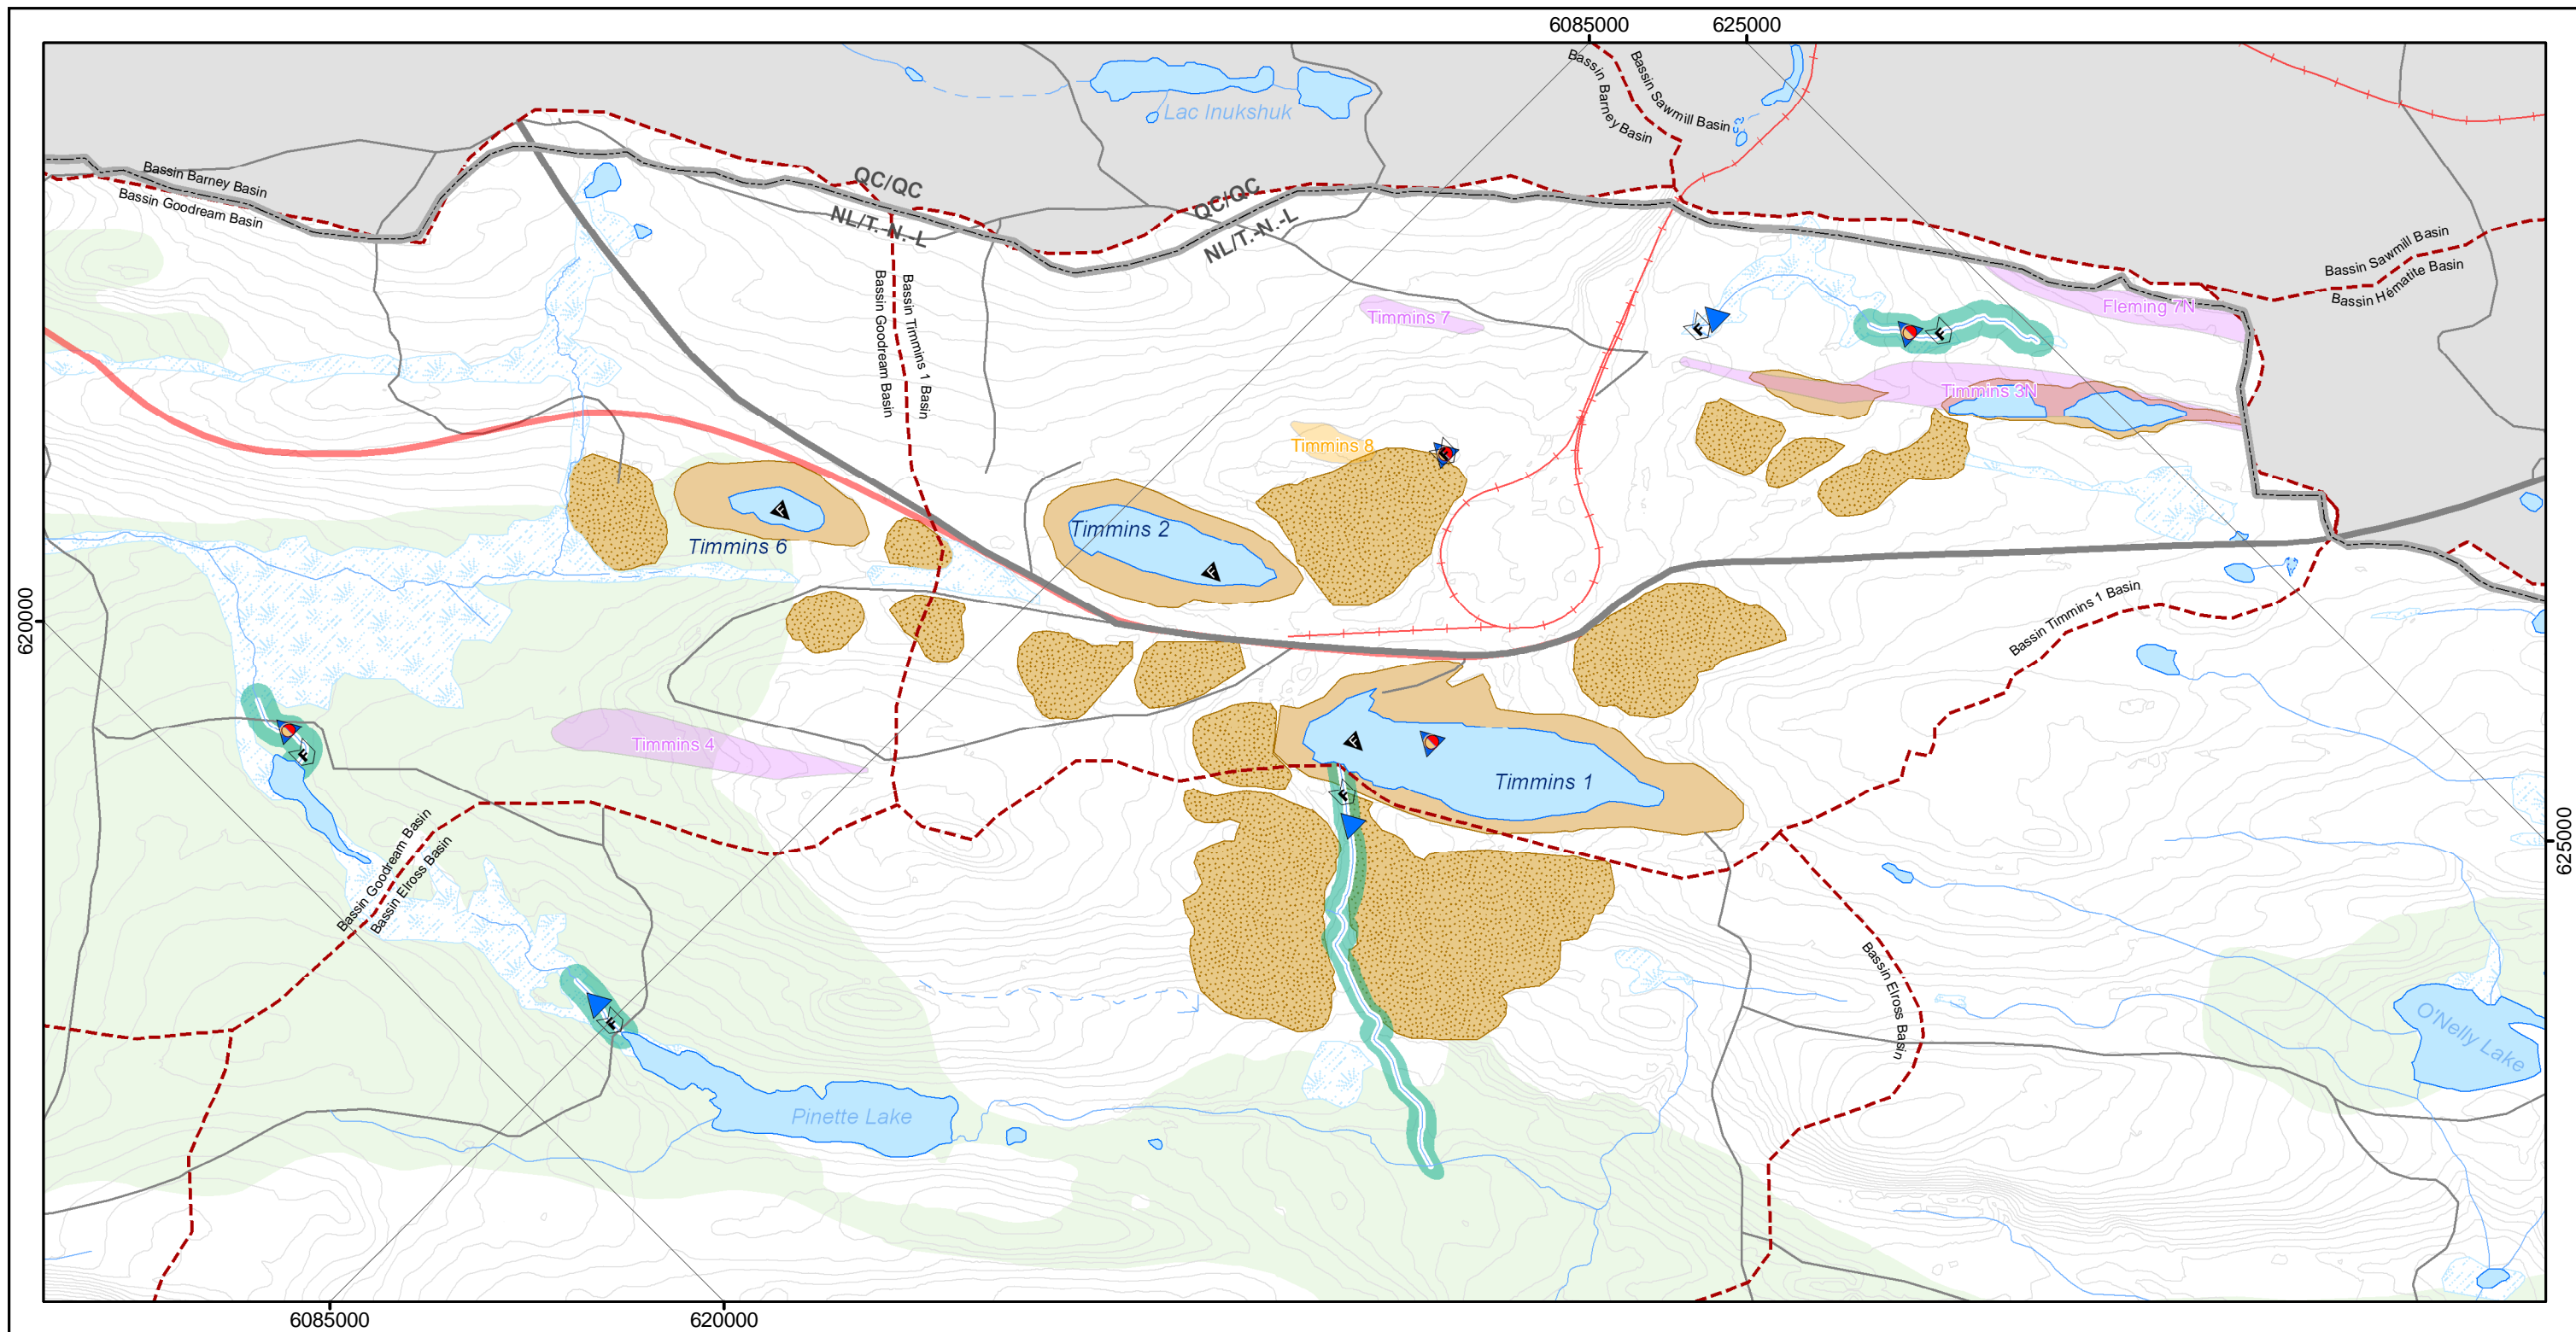 6085000
625000
Bassin Barney Basin
Bassin Sawmill Basin
Lac Inukshuk
Bassin Barney Basin
Bassin Goodream Basin
QC/QC
NL/T.-N.-L
QC/QC
NL/T.-N.-L
Bassin Sawmill Basin
Bassin Hématite Basin
Bassin Goodream Basin
Bassin Timmins 1 Basin
Timmins 7
Fleming 7N
F
F
Timmins 3N
Timmins 8
F
F
Timmins 6
Timmins 2
F
620000
Bassin Timmins 1 Basin
F
Timmins 4
F
Timmins 1
F
625000
Bassin Goodream Basin
Bassin Elross Basin
Bassin Elross Basin
F
O'Nelly Lake
Pinette Lake
6085000
620000